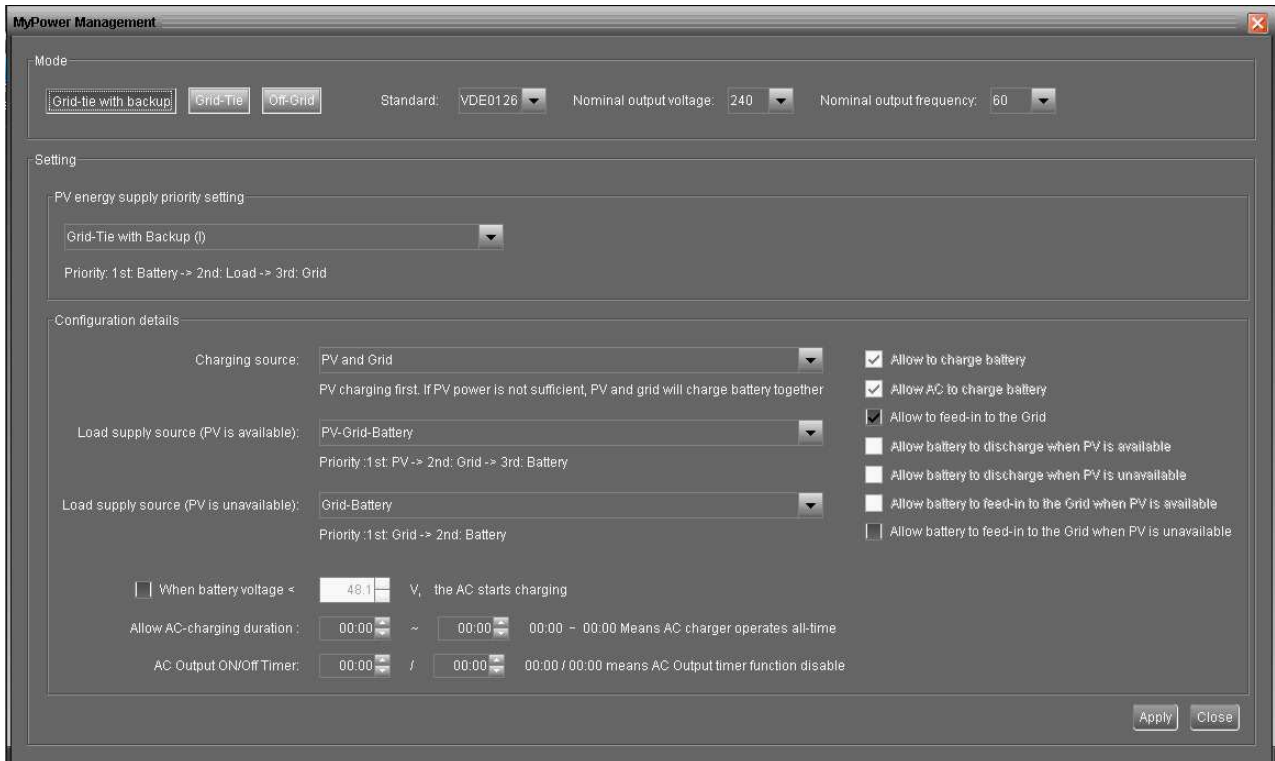 MyPower Management
Mode
Grid-tie with backup Grid-Tie Off-Grid Standard: VDE0126 Nominal output voltage: 240 Nominal output frequency: 60
Setting
PV energy supply priority setting
Grid-Tie with Backup (I)
Priority: 1st: Battery -> 2nd: Load -> 3rd: Grid
Configuration details
Charging source: PV and Grid
PV charging first. If PV power is not sufficient, PV and grid will charge battery together
Load supply source (PV is available): PV-Grid-Battery
Priority :1st: PV -> 2nd: Grid -> 3rd: Battery
Load supply source (PV is unavailable): Grid-Battery
Priority :1st: Grid -> 2nd: Battery
Allow to charge battery
Allow AC to charge battery
Allow to feed-in to the Grid
Allow battery to discharge when PV is available
Allow battery to discharge when PV is unavailable
Allow battery to feed-in to the Grid when PV is available
Allow battery to feed-in to the Grid when PV is unavailable
When battery voltage < 48.1 V, the AC starts charging
Allow AC-charging duration : 00:00 ~ 00:00 00:00 - 00:00 Means AC charger operates all-time
AC Output ON/Off Timer: 00:00 / 00:00 00:00 / 00:00 means AC Output timer function disable
Apply Close